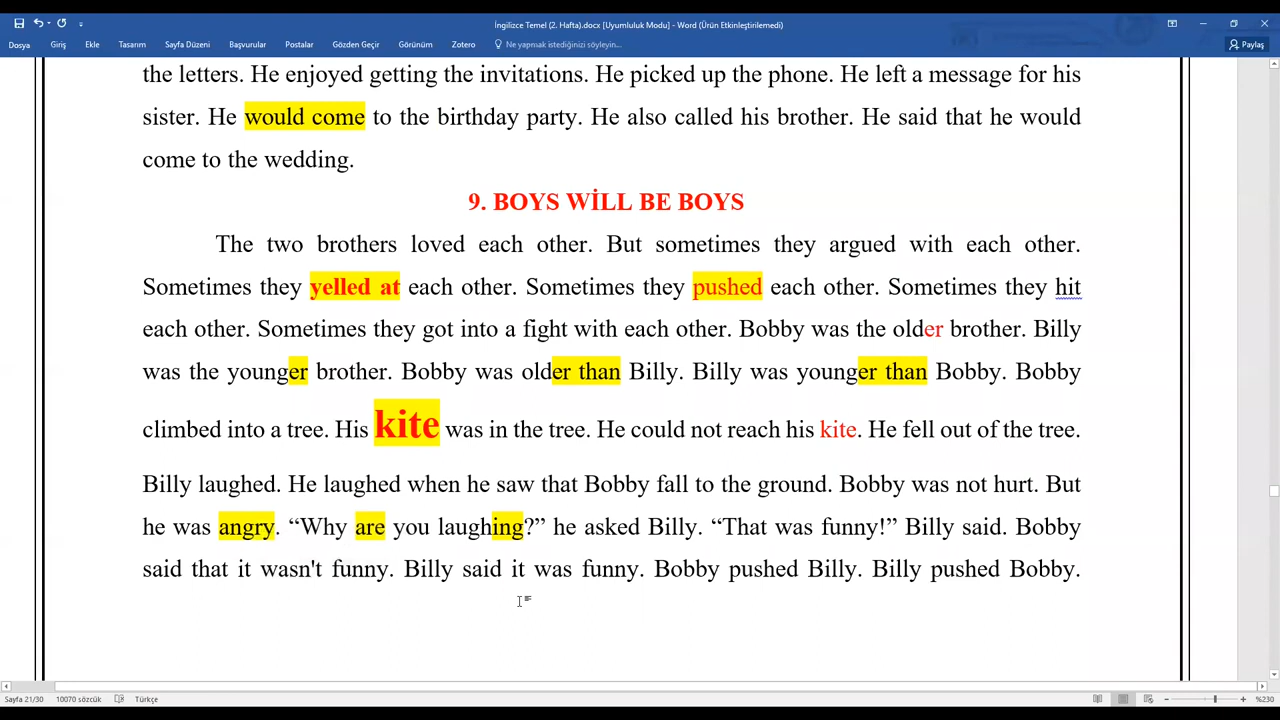 İngilizce Temel (2. Hafta).docx [Uyumluluk Modu] - Word (Ürün Etkinleştirilemedi)
Dosya Giriş Ekle Tasarım Sayfa Düzeni Başvurular Postalar Gözden Geçir Görünüm Zotero Ne yapmak istediğinizi söyleyin... Paylaş
the letters. He enjoyed getting the invitations. He picked up the phone. He left a message for his
sister. He would come to the birthday party. He also called his brother. He said that he would
come to the wedding.
9. BOYS WİLL BE BOYS
The two brothers loved each other. But sometimes they argued with each other.
Sometimes they yelled at each other. Sometimes they pushed each other. Sometimes they hit
each other. Sometimes they got into a fight with each other. Bobby was the older brother. Billy
was the younger brother. Bobby was older than Billy. Billy was younger than Bobby. Bobby
climbed into a tree. His kite was in the tree. He could not reach his kite. He fell out of the tree.
Billy laughed. He laughed when he saw that Bobby fall to the ground. Bobby was not hurt. But
he was angry. “Why are you laughing?” he asked Billy. “That was funny!” Billy said. Bobby
said that it wasn't funny. Billy said it was funny. Bobby pushed Billy. Billy pushed Bobby.
Sayfa 21/30 10070 sözcük Türkçe %230